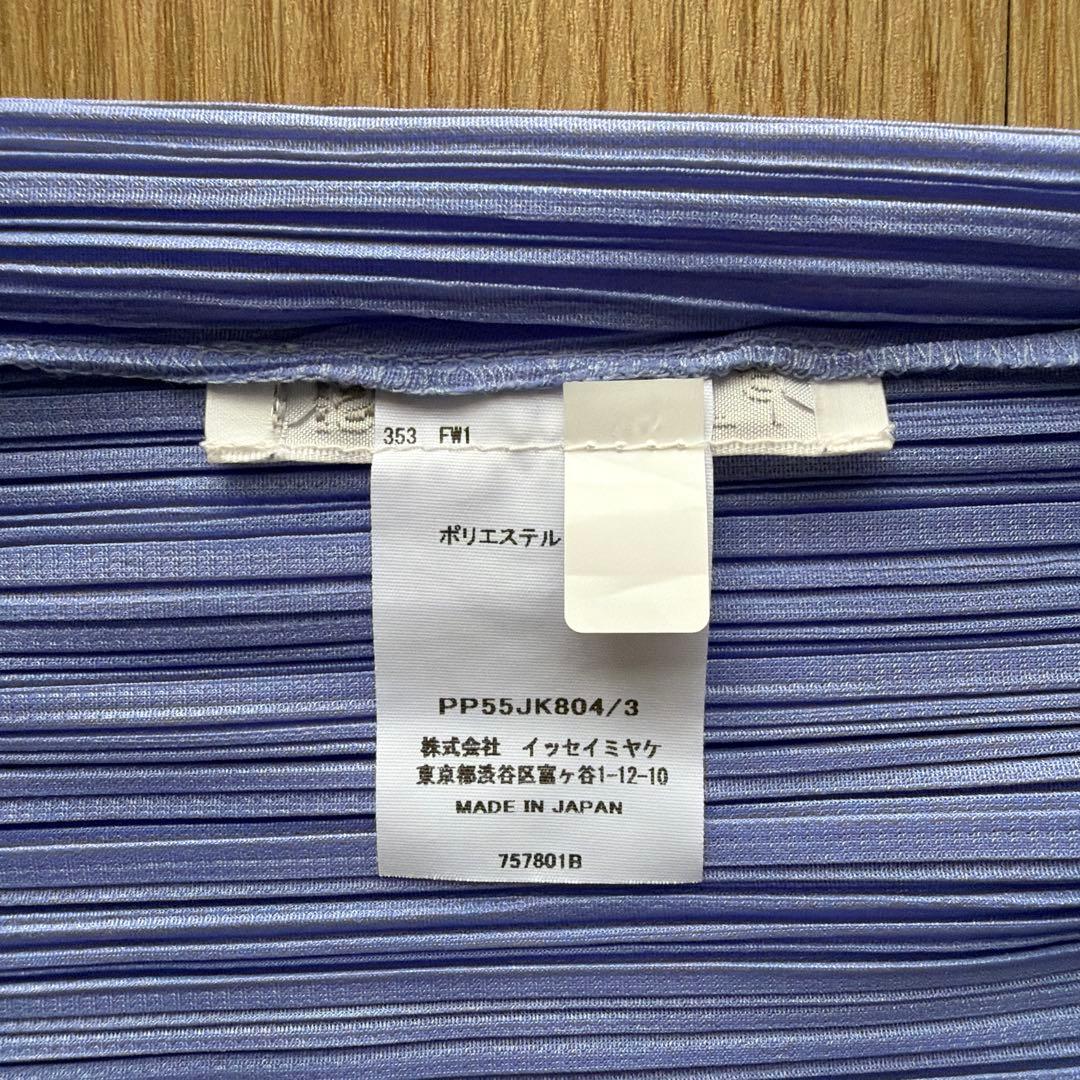 353 FW1
ポリエステル
PP55JK804/3
株式会社 イッセイミヤケ
東京都渋谷区富ヶ谷1-12-10
MADE IN JAPAN
757801B